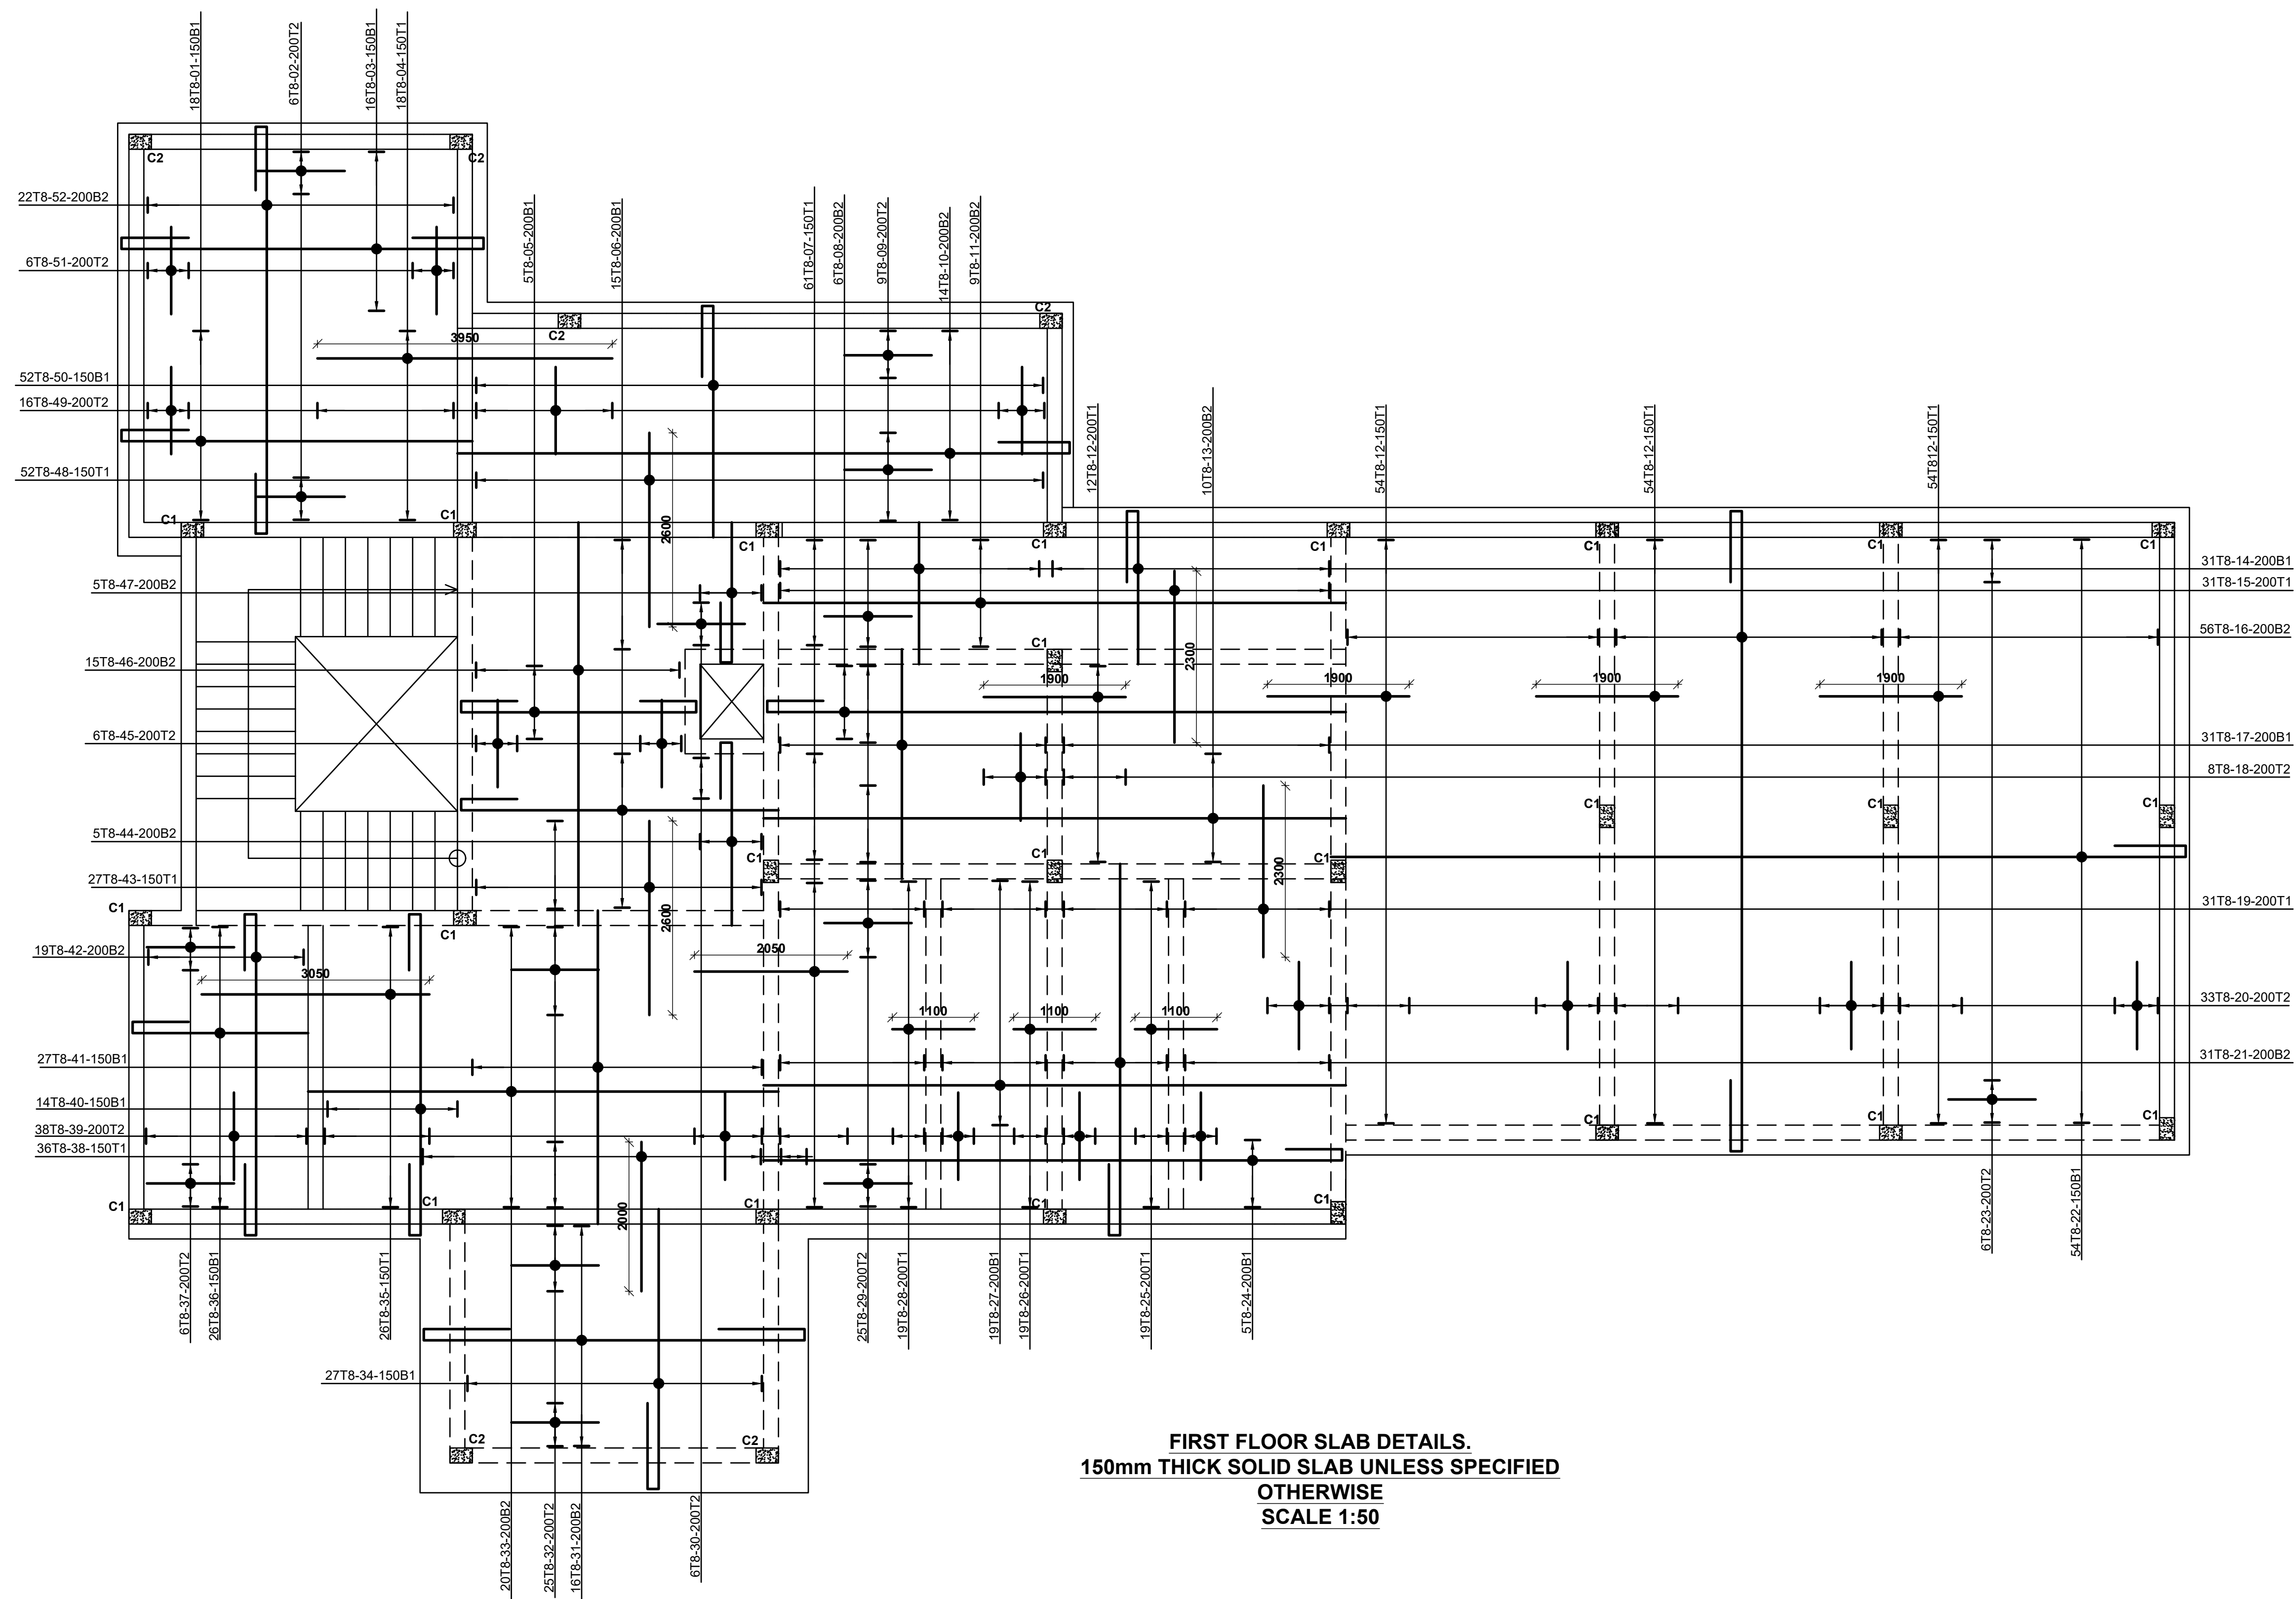 18T8-01-150B1
6T8-02-200T2
16T8-03-150B1
18T8-04-150T1
C2
C2
22T8-52-200B2
6T8-51-200T2
5T8-05-200B1
15T8-06-200B1
61T8-07-150T1
6T8-08-200B2
9T8-09-200T2
14T8-10-200B2
9T8-11-200B2
C2
C2
3950
52T8-50-150B1
16T8-49-200T2
52T8-48-150T1
12T8-12-200T1
10T8-13-200B2
54T8-12-150T1
54T8-12-150T1
54T812-150T1
2600
C1
C1
C1
C1
C1
C1
C1
C1
31T8-14-200B1
5T8-47-200B2
31T8-15-200T1
56T8-16-200B2
C1
2300
15T8-46-200B2
1900
1900
1900
1900
6T8-45-200T2
31T8-17-200B1
8T8-18-200T2
C1
C1
C1
5T8-44-200B2
C1
C1
C1
2300
27T8-43-150T1
2600
31T8-19-200T1
C1
C1
19T8-42-200B2
2050
3050
33T8-20-200T2
1100
1100
1100
27T8-41-150B1
31T8-21-200B2
14T8-40-150B1
C1
C1
C1
38T8-39-200T2
36T8-38-150T1
2000
C1
C1
C1
C1
C1
6T8-37-200T2
26T8-36-150B1
26T8-35-150T1
25T8-29-200T2
19T8-28-200T1
19T8-27-200B1
19T8-26-200T1
19T8-25-200T1
5T8-24-200B1
6T8-23-200T2
54T8-22-150B1
27T8-34-150B1
C2
C2
20T8-33-200B2
25T8-32-200T2
16T8-31-200B2
6T8-30-200T2
FIRST FLOOR SLAB DETAILS.
150mm THICK SOLID SLAB UNLESS SPECIFIED
OTHERWISE
SCALE 1:50